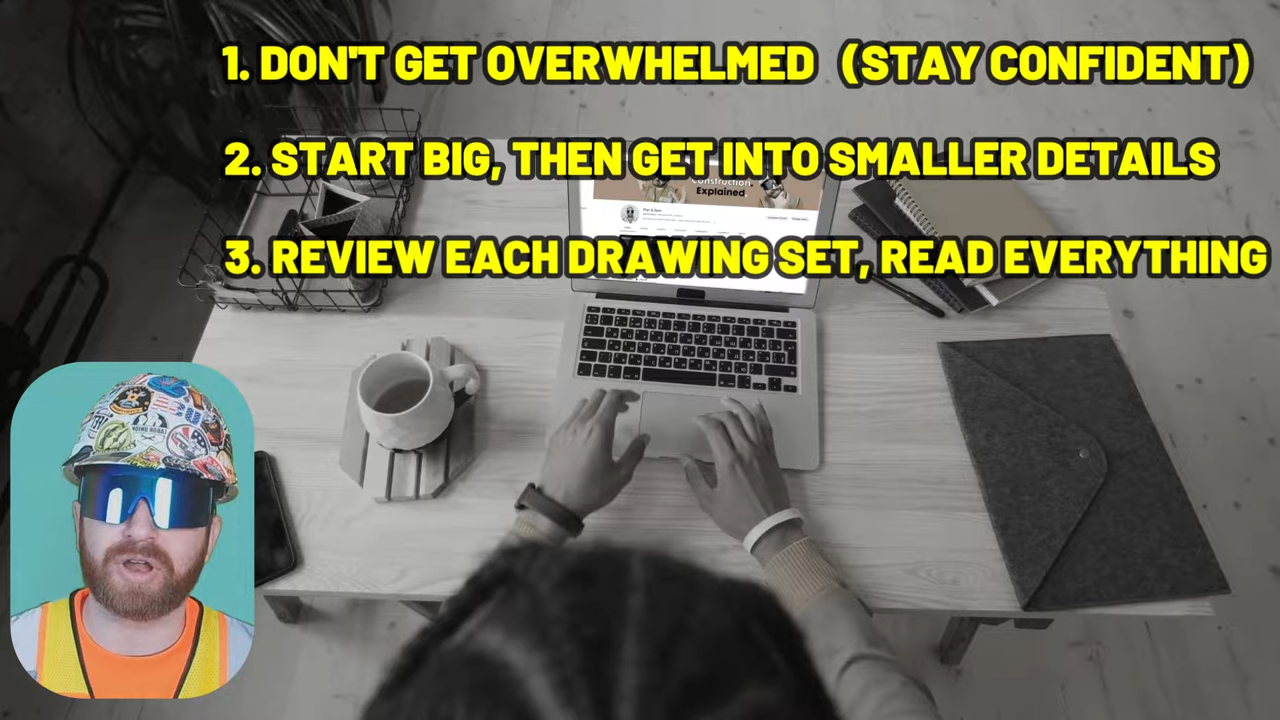 1. DON'T GET OVERWHELMED (STAY CONFIDENT)
2. START BIG, THEN GET INTO SMALLER DETAILS
Construction
Explained
3. REVIEW EACH DRAWING SET, READ EVERYTHING